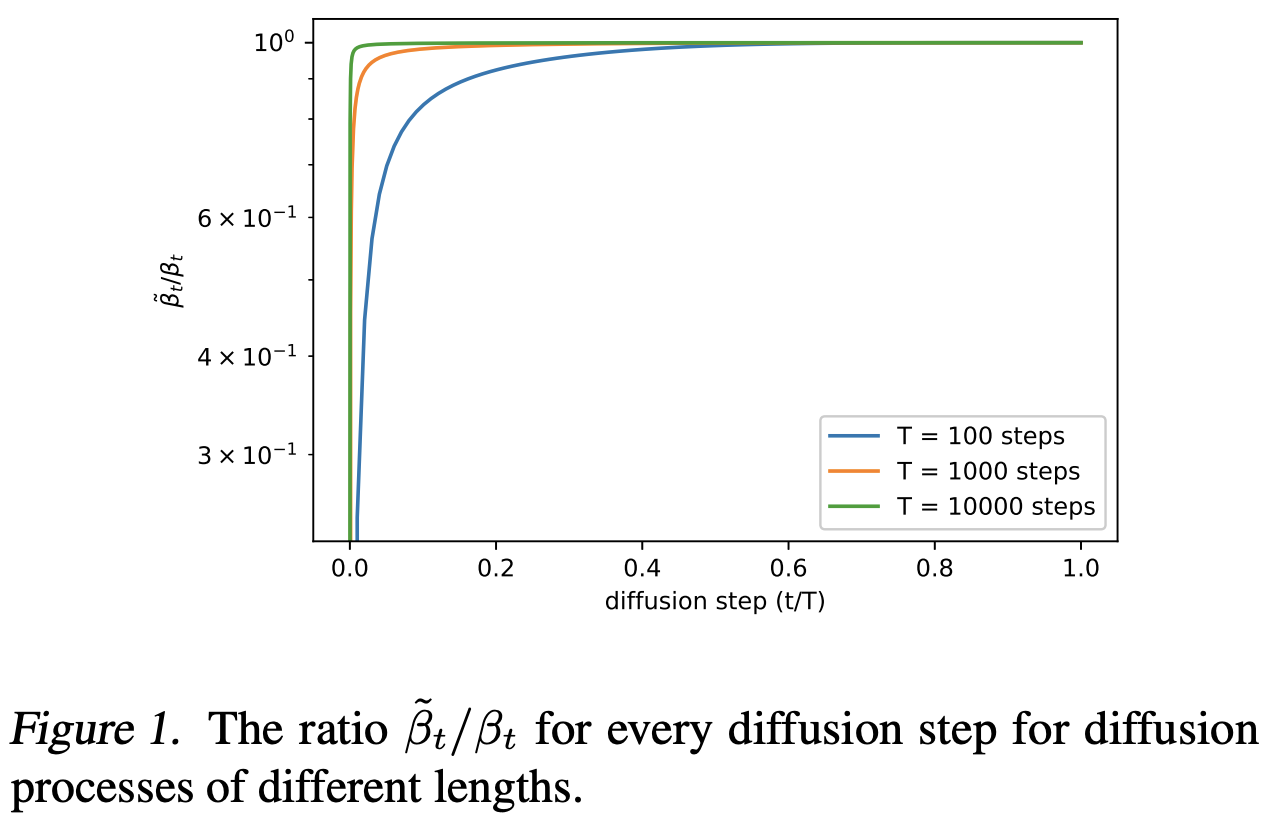 10⁰
6 × 10⁻¹
4 × 10⁻¹
3 × 10⁻¹
β̃ₜ/βₜ
0.0 0.2 0.4 0.6 0.8 1.0
diffusion step (t/T)
T = 100 steps
T = 1000 steps
T = 10000 steps
Figure 1. The ratio β̃ₜ/βₜ for every diffusion step for diffusion
processes of different lengths.